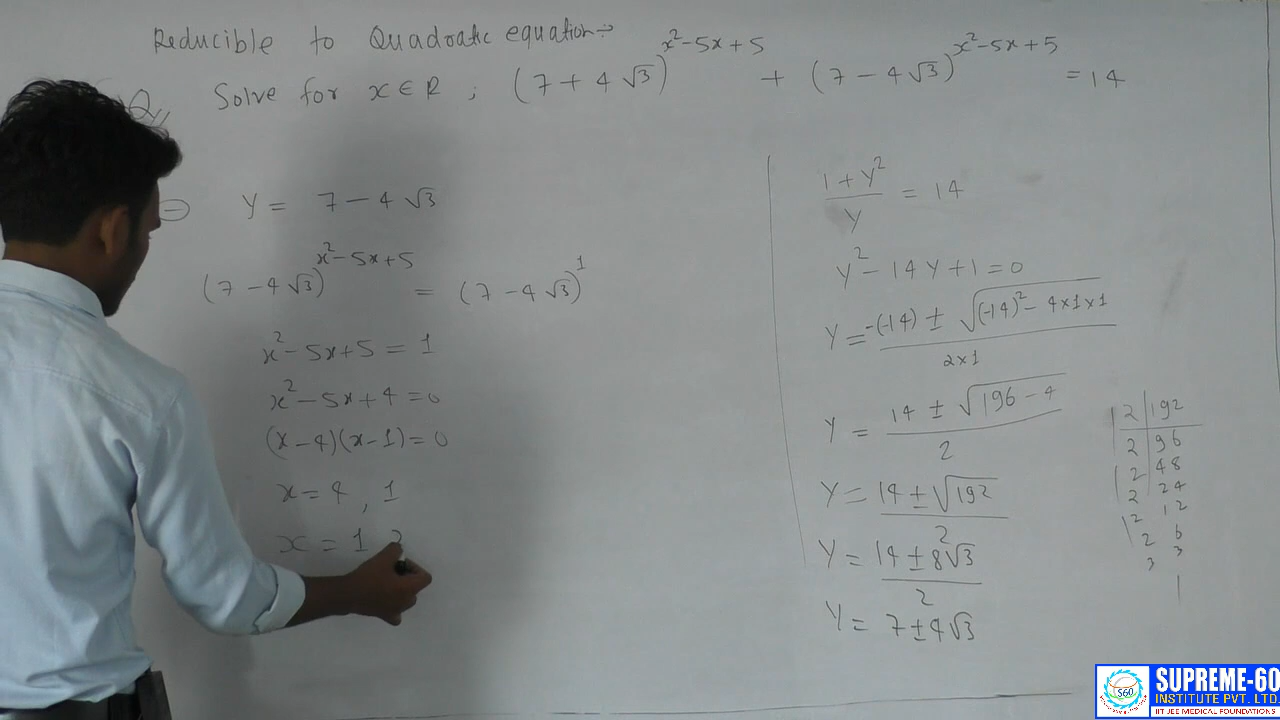 Reducible to Quadratic equation:-
Q, Solve for x ∈ R ; (7 + 4√3)^(x²-5x+5) + (7 - 4√3)^(x²-5x+5) = 14
y = 7 - 4√3
(7 - 4√3)^(x²-5x+5) = (7 - 4√3)^1
x² - 5x + 5 = 1
x² - 5x + 4 = 0
(x - 4)(x - 1) = 0
x = 4, 1
x = 1
(1 + y²)/y = 14
y² - 14y + 1 = 0
y = (-(-14) ± √((-14)² - 4×1×1))/(2×1)
y = (14 ± √(196 - 4))/2
y = (14 ± √192)/2
y = (14 ± 8√3)/2
y = 7 ± 4√3
2 | 192
2 | 96
2 | 48
2 24
2 12
2 6
3 3
1
S60
SUPREME-60
INSTITUTE PVT. LTD
IIT JEE MEDICAL FOUNDATIONS